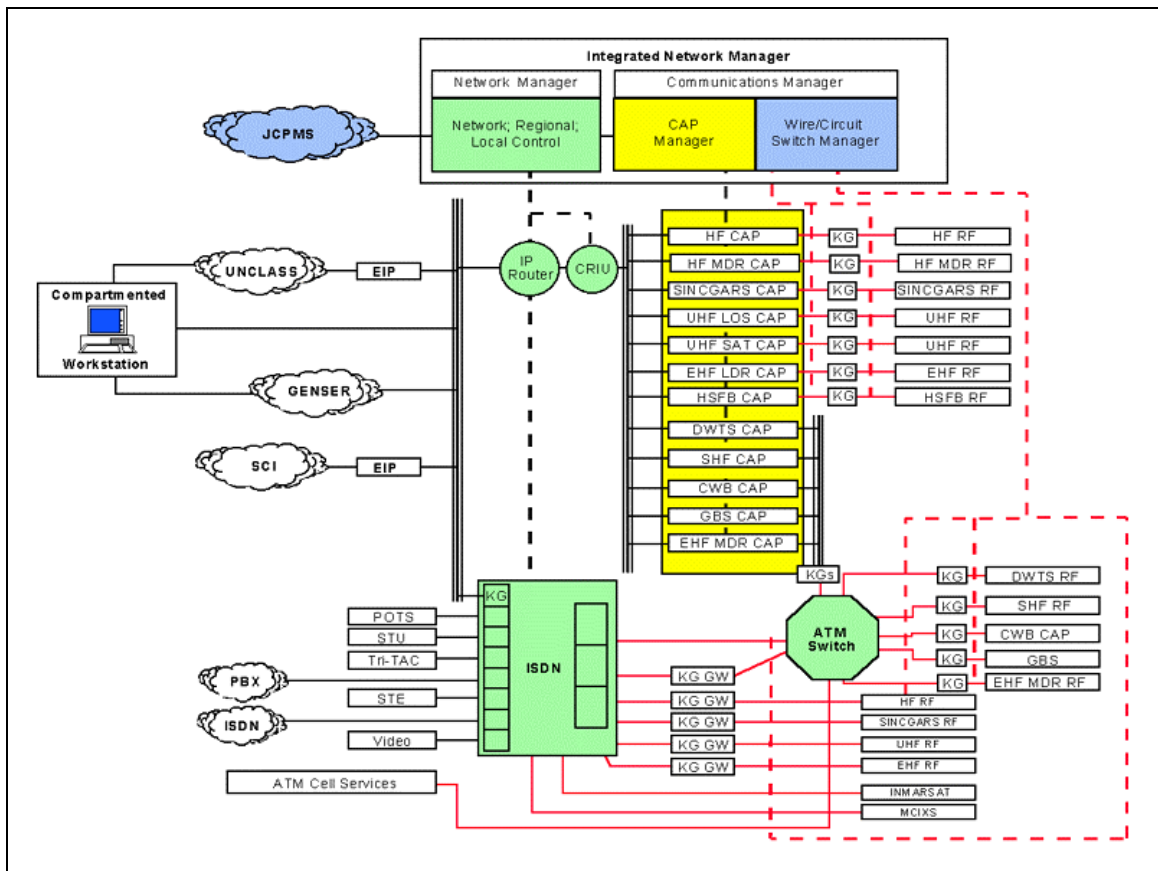 Integrated Network Manager
Network Manager
Communications Manager
JCPMS
Network; Regional;
Local Control
CAP
Manager
Wire/Circuit
Switch Manager
UNCLASS
EIP
IP
Router
CRIU
Compartmented
Workstation
GENSER
SCI
EIP
HF CAP
KG
HF RF
HF MDR CAP
KG
HF MDR RF
SINCGARS CAP
KG
SINCGARS RF
UHF LOS CAP
KG
UHF RF
UHF SAT CAP
KG
UHF RF
EHF LDR CAP
KG
EHF RF
HSFB CAP
KG
HSFB RF
DWTS CAP
SHF CAP
CWB CAP
GBS CAP
EHF MDR CAP
KGs
KG
DWTS RF
KG
SHF RF
KG
CWB CAP
KG
GBS
KG
EHF MDR RF
ATM
Switch
KG
ISDN
POTS
STU
Tri-TAC
PBX
STE
ISDN
Video
ATM Cell Services
KG GW
KG GW
HF RF
KG GW
SINCGARS RF
KG GW
UHF RF
KG GW
EHF RF
INMARSAT
MCIXS